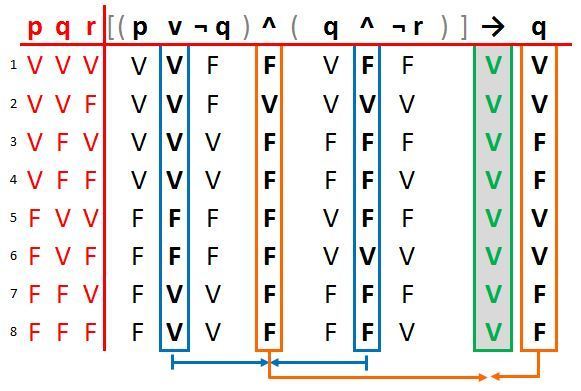 p q r [ ( p v ¬ q ) ^ ( q ^ ¬ r ) ] → q
1 V V V V V F F V F F V V
2 V V F V V F V V V V V V
3 V F V V V V F F F F V F
4 V F F V V V F F F V V F
5 F V V F F F F V F F V V
6 F V F F F F F V V V V V
7 F F V F V V F F F F V F
8 F F F F V V F F F V V F